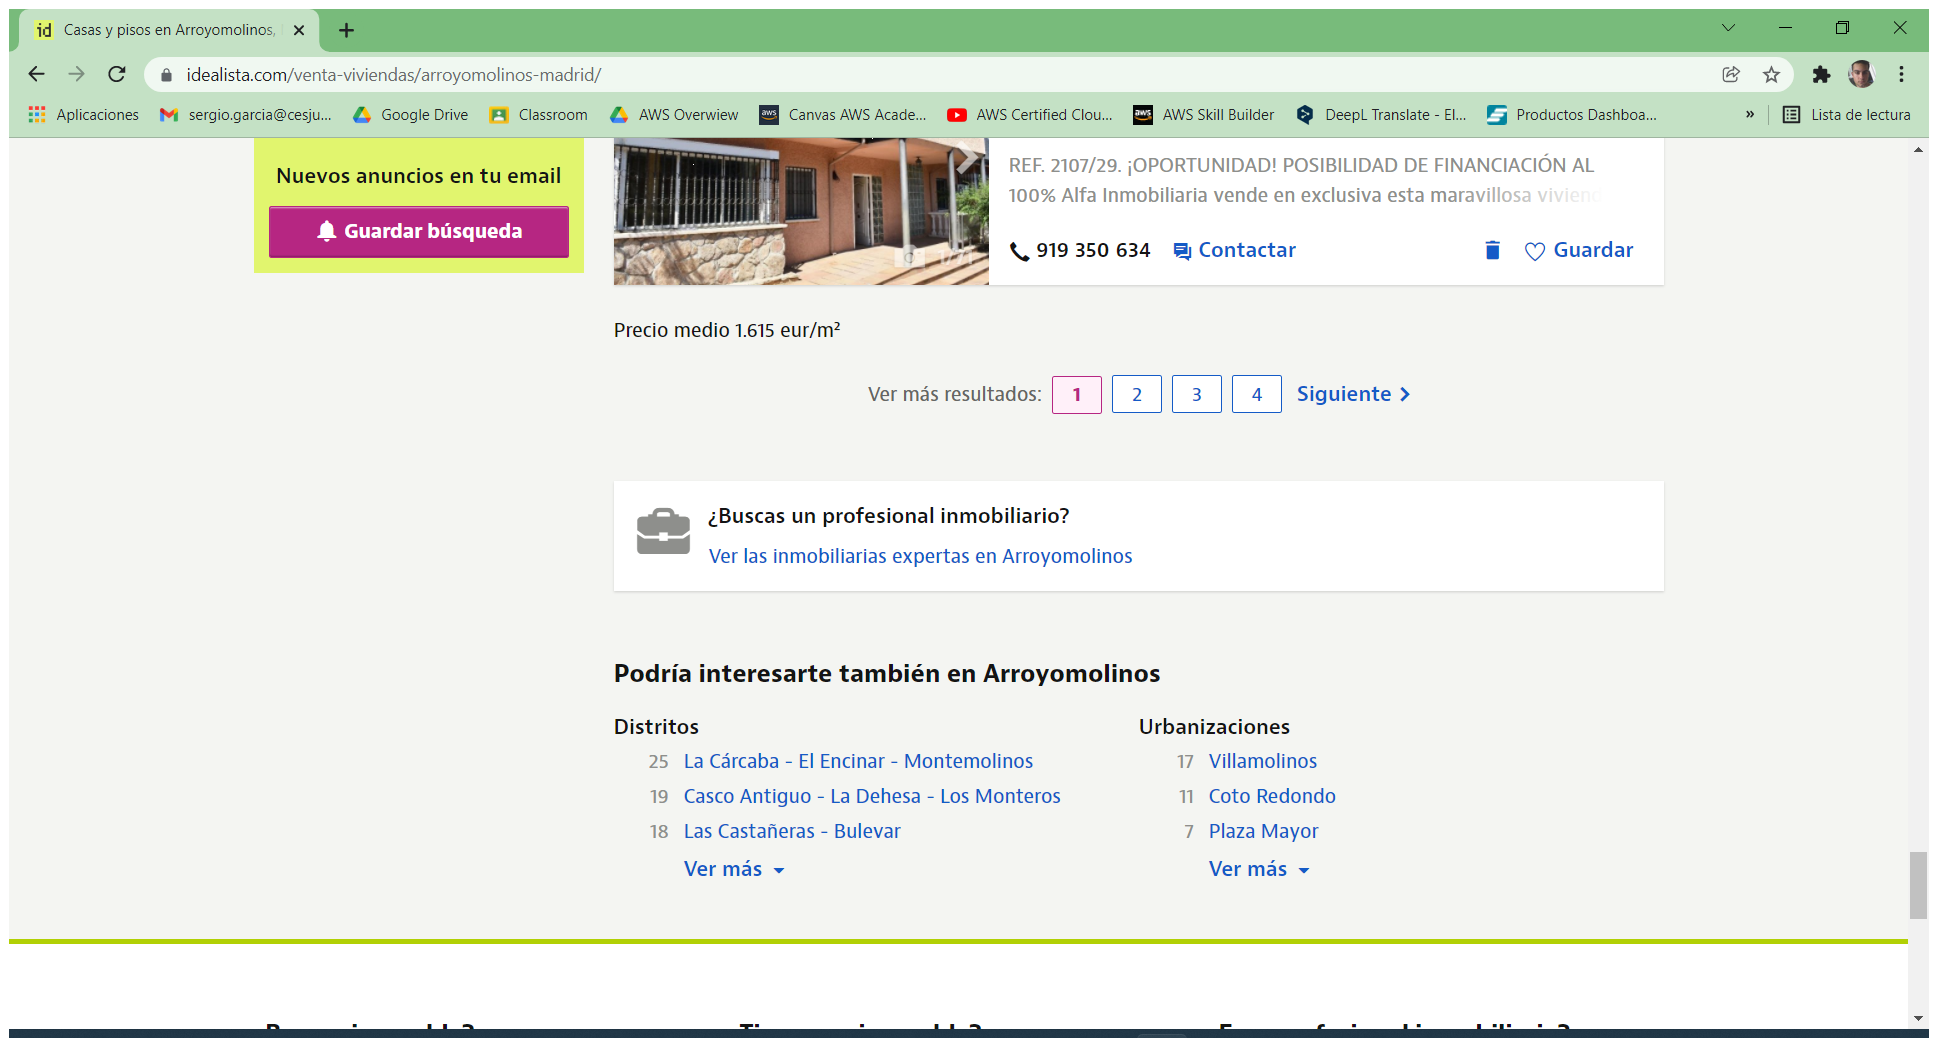 id Casas y pisos en Arroyomolinos,
idealista.com/venta-viviendas/arroyomolinos-madrid/
Aplicaciones sergio.garcia@cesju... Google Drive Classroom AWS Overwiew Canvas AWS Acade... AWS Certified Clou... AWS Skill Builder DeepL Translate - El... Productos Dashboa... » Lista de lectura
Nuevos anuncios en tu email
Guardar búsqueda
REF. 2107/29. ¡OPORTUNIDAD! POSIBILIDAD DE FINANCIACIÓN AL
100% Alfa Inmobiliaria vende en exclusiva esta maravillosa
919 350 634 Contactar Guardar
Precio medio 1.615 eur/m²
Ver más resultados: 1 2 3 4 Siguiente
¿Buscas un profesional inmobiliario?
Ver las inmobiliarias expertas en Arroyomolinos
Podría interesarte también en Arroyomolinos
Distritos
25 La Cárcaba - El Encinar - Montemolinos
19 Casco Antiguo - La Dehesa - Los Monteros
18 Las Castañeras - Bulevar
Ver más
Urbanizaciones
17 Villamolinos
11 Coto Redondo
7 Plaza Mayor
Ver más